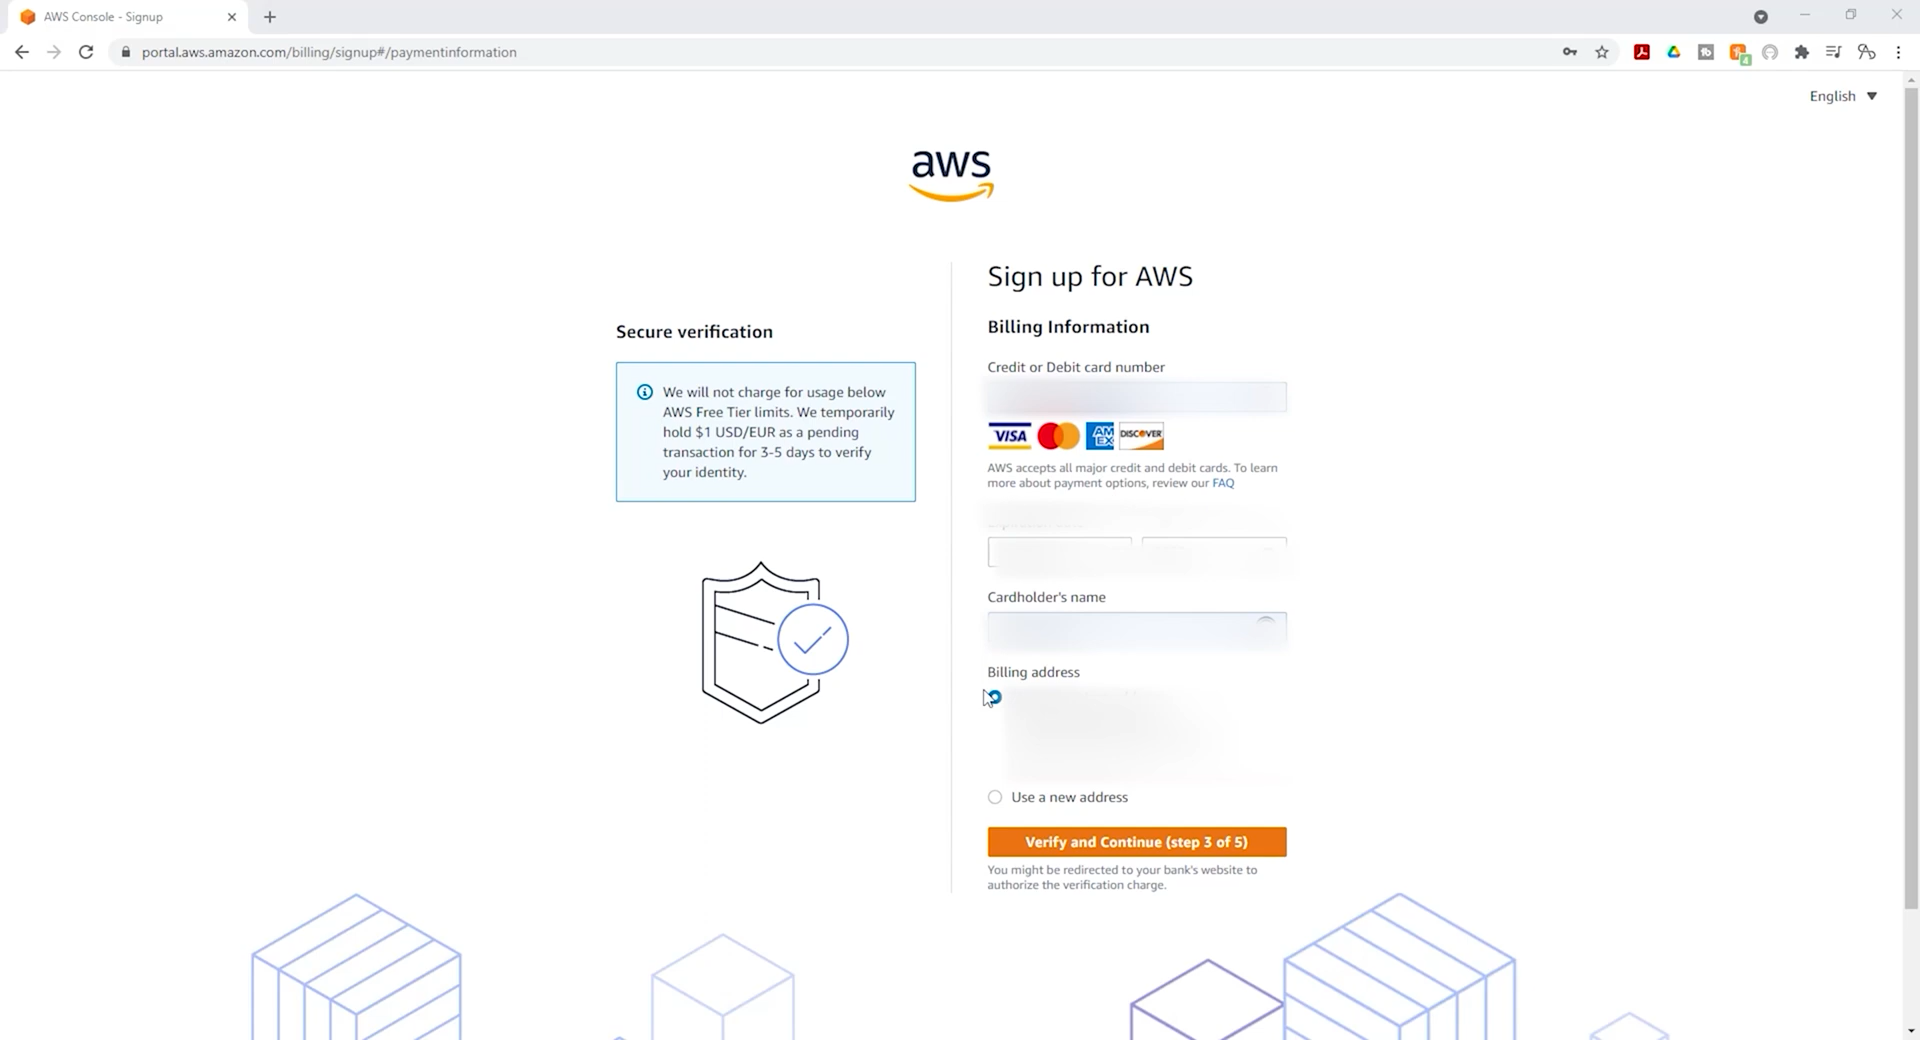 AWS Console - Signup
portal.aws.amazon.com/billing/signup#/paymentinformation
4
English
aws
Sign up for AWS
Secure verification
Billing Information
We will not charge for usage below
AWS Free Tier limits. We temporarily
hold $1 USD/EUR as a pending
transaction for 3-5 days to verify
your identity.
Credit or Debit card number
VISA
AM
EX
DISCOVER
AWS accepts all major credit and debit cards. To learn
more about payment options, review our FAQ
Cardholder's name
Billing address
Use a new address
Verify and Continue (step 3 of 5)
You might be redirected to your bank's website to
authorize the verification charge.